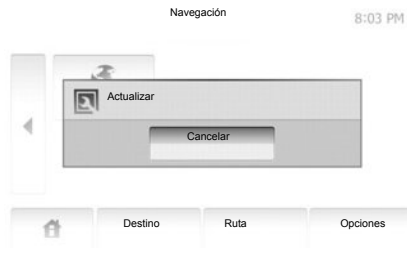 Navegación
8:03 PM
Actualizar
Cancelar
Destino
Ruta
Opciones